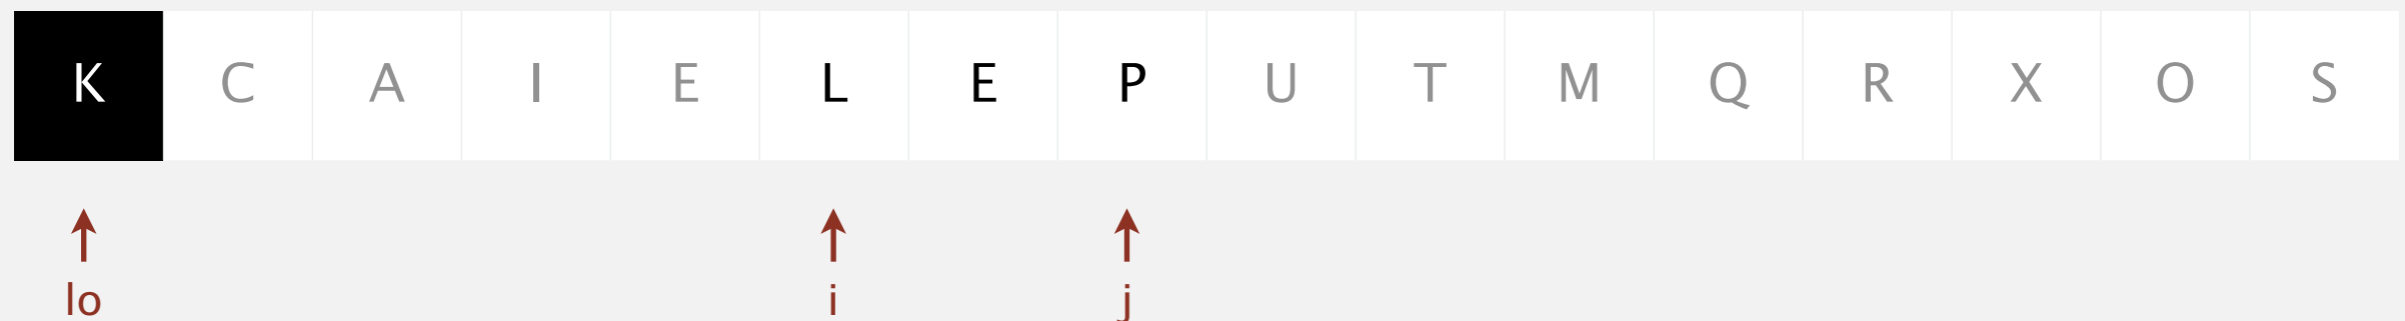 K C A I E L E P U T M Q R X O S
lo i j